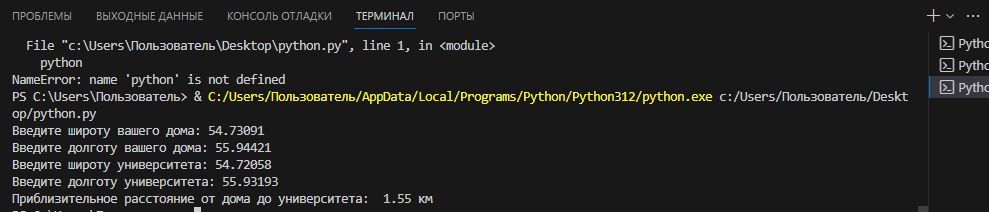 ПРОБЛЕМЫ ВЫХОДНЫЕ ДАННЫЕ КОНСОЛЬ ОТЛАДКИ ТЕРМИНАЛ ПОРТЫ
File "c:\Users\Пользователь\Desktop\python.py", line 1, in <module>
python
NameError: name 'python' is not defined
PS C:\Users\Пользователь> & C:/Users/Пользователь/AppData/Local/Programs/Python/Python312/python.exe c:/Users/Пользователь/Deskt
op/python.py
Введите широту вашего дома: 54.73091
Введите долготу вашего дома: 55.94421
Введите широту университета: 54.72058
Введите долготу университета: 55.93193
Приблизительное расстояние от дома до университета:  1.55 км
Pytho
Pytho
Pytho